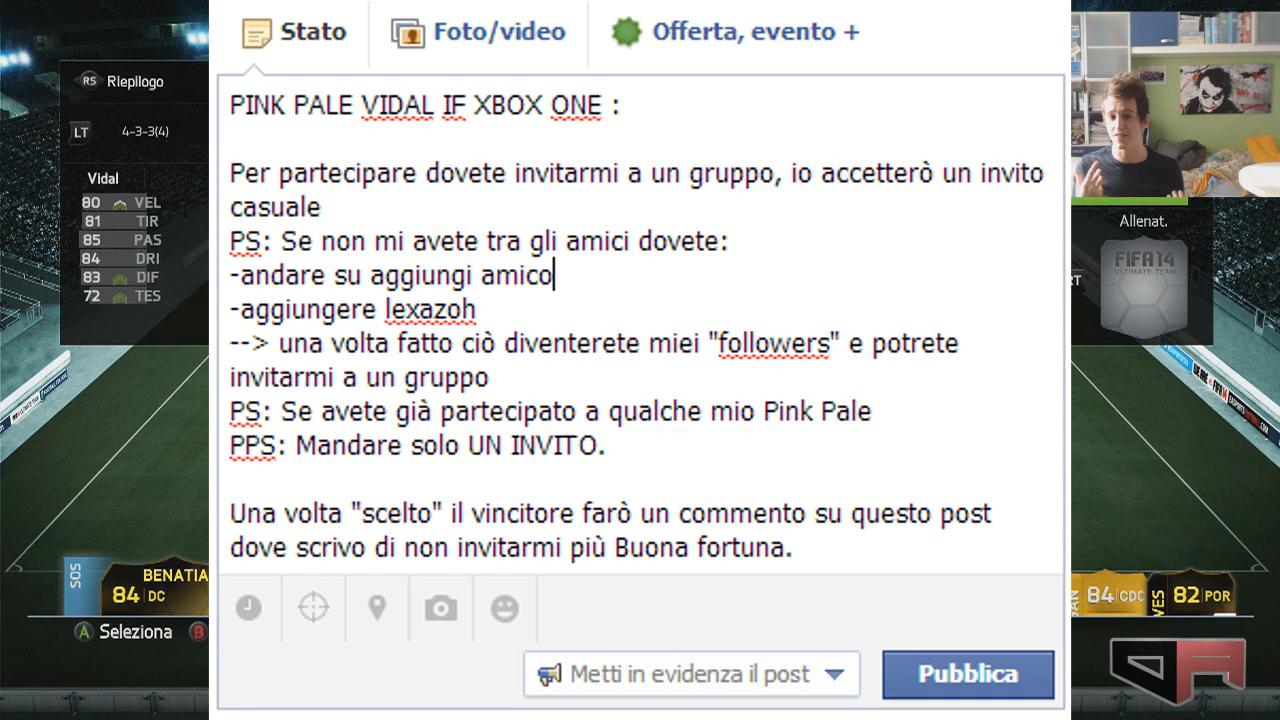 Stato
Foto/video
Offerta, evento +
RS Riepilogo
LT 4-3-3(4)
Vidal
80 VEL
81 TIR
85 PAS
84 DRI
83 DIF
72 TES
PINK PALE VIDAL IF XBOX ONE :
Per partecipare dovete invitarmi a un gruppo, io accetterò un invito
casuale
PS: Se non mi avete tra gli amici dovete:
-andare su aggiungi amico
-aggiungere lexazoh
--> una volta fatto ciò diventerete miei "followers" e potrete
invitarmi a un gruppo
PS: Se avete già partecipato a qualche mio Pink Pale
PPS: Mandare solo UN INVITO.
Una volta "scelto" il vincitore farò un commento su questo post
dove scrivo di non invitarmi più Buona fortuna.
Metti in evidenza il post
Pubblica
Allenat.
FIFA 14
ULTIMATE TEAM
RT
SOS
BENATIA
84 DC
A Seleziona B
84 CDC
VES
82 POR